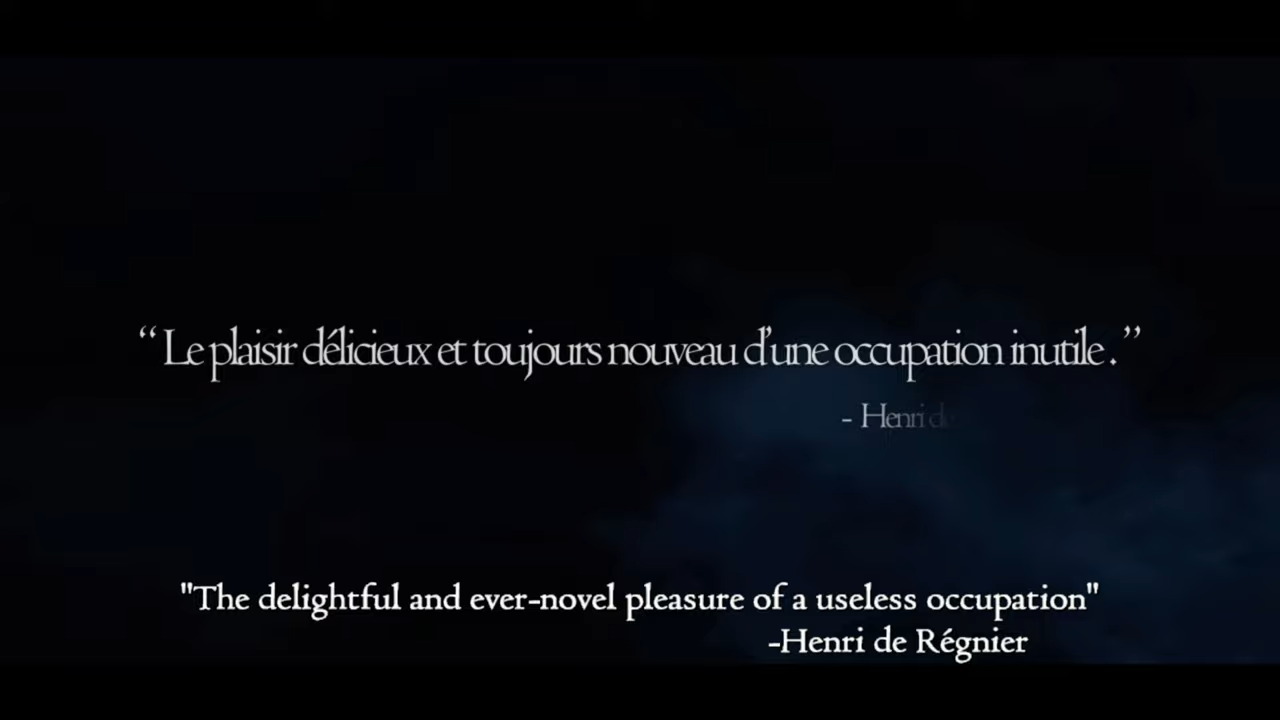 “ Le plaisir délicieux et toujours nouveau d’une occupation inutile . ”
- Henri de
"The delightful and ever-novel pleasure of a useless occupation"
-Henri de Régnier